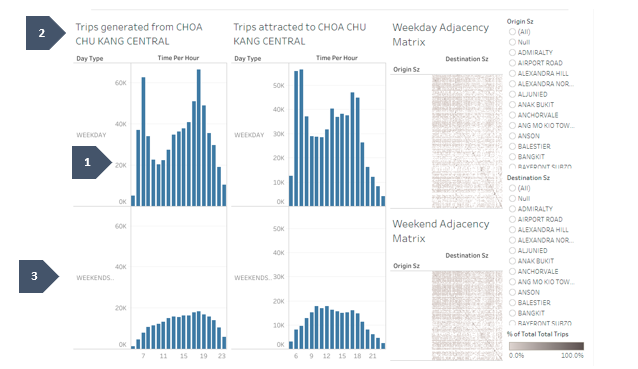 2
Trips generated from CHOA
CHU KANG CENTRAL
Day Type
Time Per Hour
60K
40K
WEEKDAY
1
20K
0K
60K
40K
3
WEEKENDS..
20K
0K
7
11
15
19
23
Trips attracted to CHOA CHU
KANG CENTRAL
Day Type
Time Per Hour
50K
40K
30K
WEEKDAY
20K
10K
0K
50K
40K
30K
WEEKENDS..
20K
10K
0K
6
9
12
15
18
21
Weekday Adjacency
Matrix
Destination Sz
Origin Sz
Weekend Adjacency
Matrix
Destination Sz
Origin Sz
Origin Sz
(All)
Null
ADMIRALTY
AIRPORT ROAD
ALEXANDRA HILL
ALEXANDRA NOR...
ALJUNIED
ANAK BUKIT
ANCHORVALE
ANG MO KIO TOW...
ANSON
BALESTIER
BANGKIT
BAYFRONT SUBZO
Destination Sz
(All)
Null
ADMIRALTY
AIRPORT ROAD
ALEXANDRA HILL
ALEXANDRA NOR...
ALJUNIED
ANAK BUKIT
ANCHORVALE
ANG MO KIO TOW...
ANSON
BALESTIER
BANGKIT
BAYFRONT SUBZO
% of Total Total Trips
0.0%
100.0%